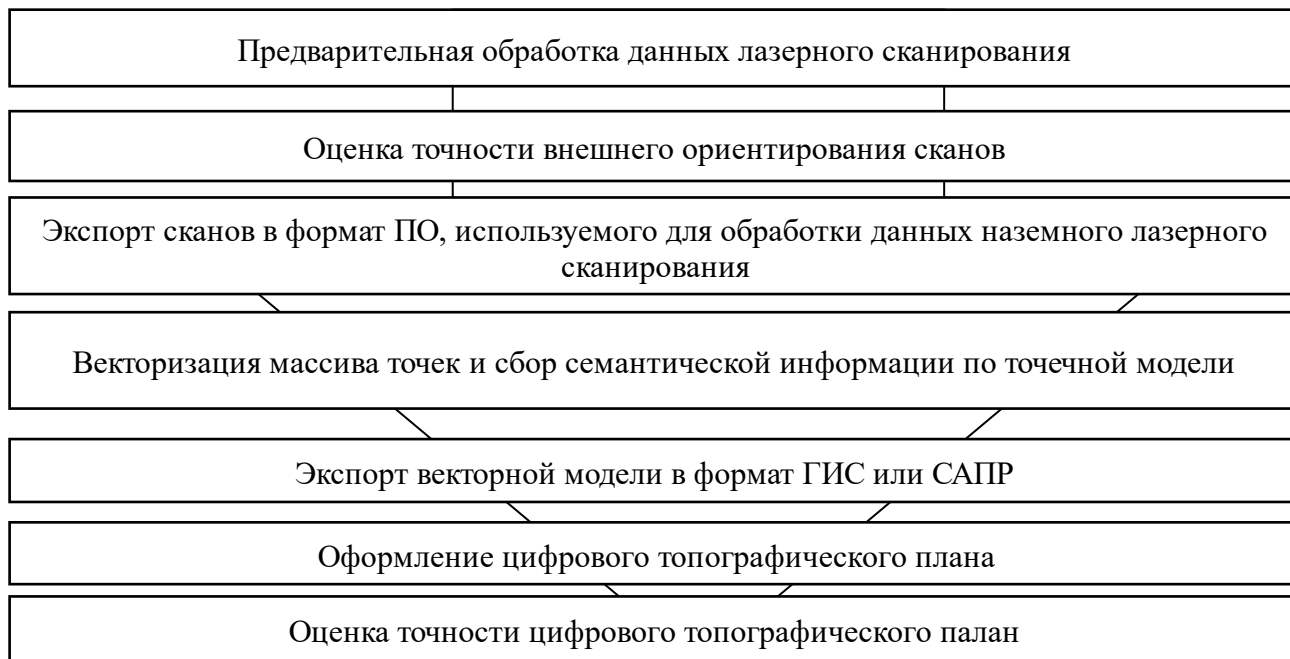 Предварительная обработка данных лазерного сканирования
Оценка точности внешнего ориентирования сканов
Экспорт сканов в формат ПО, используемого для обработки данных наземного лазерного
сканирования
Векторизация массива точек и сбор семантической информации по точечной модели
Экспорт векторной модели в формат ГИС или САПР
Оформление цифрового топографического плана
Оценка точности цифрового топографического палан